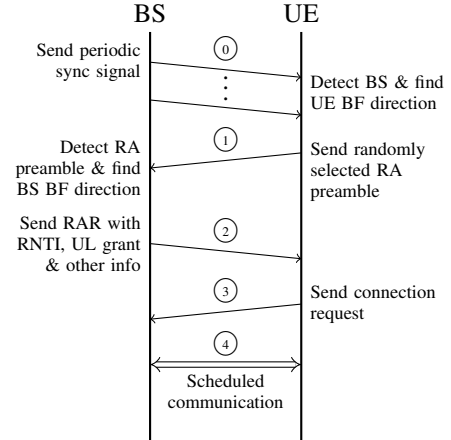 BS UE
Send periodic
sync signal
0
Detect BS & find
UE BF direction
Detect RA
preamble & find
BS BF direction
1
Send randomly
selected RA
preamble
Send RAR with
RNTI, UL grant
& other info
2
3
Send connection
request
4
Scheduled
communication